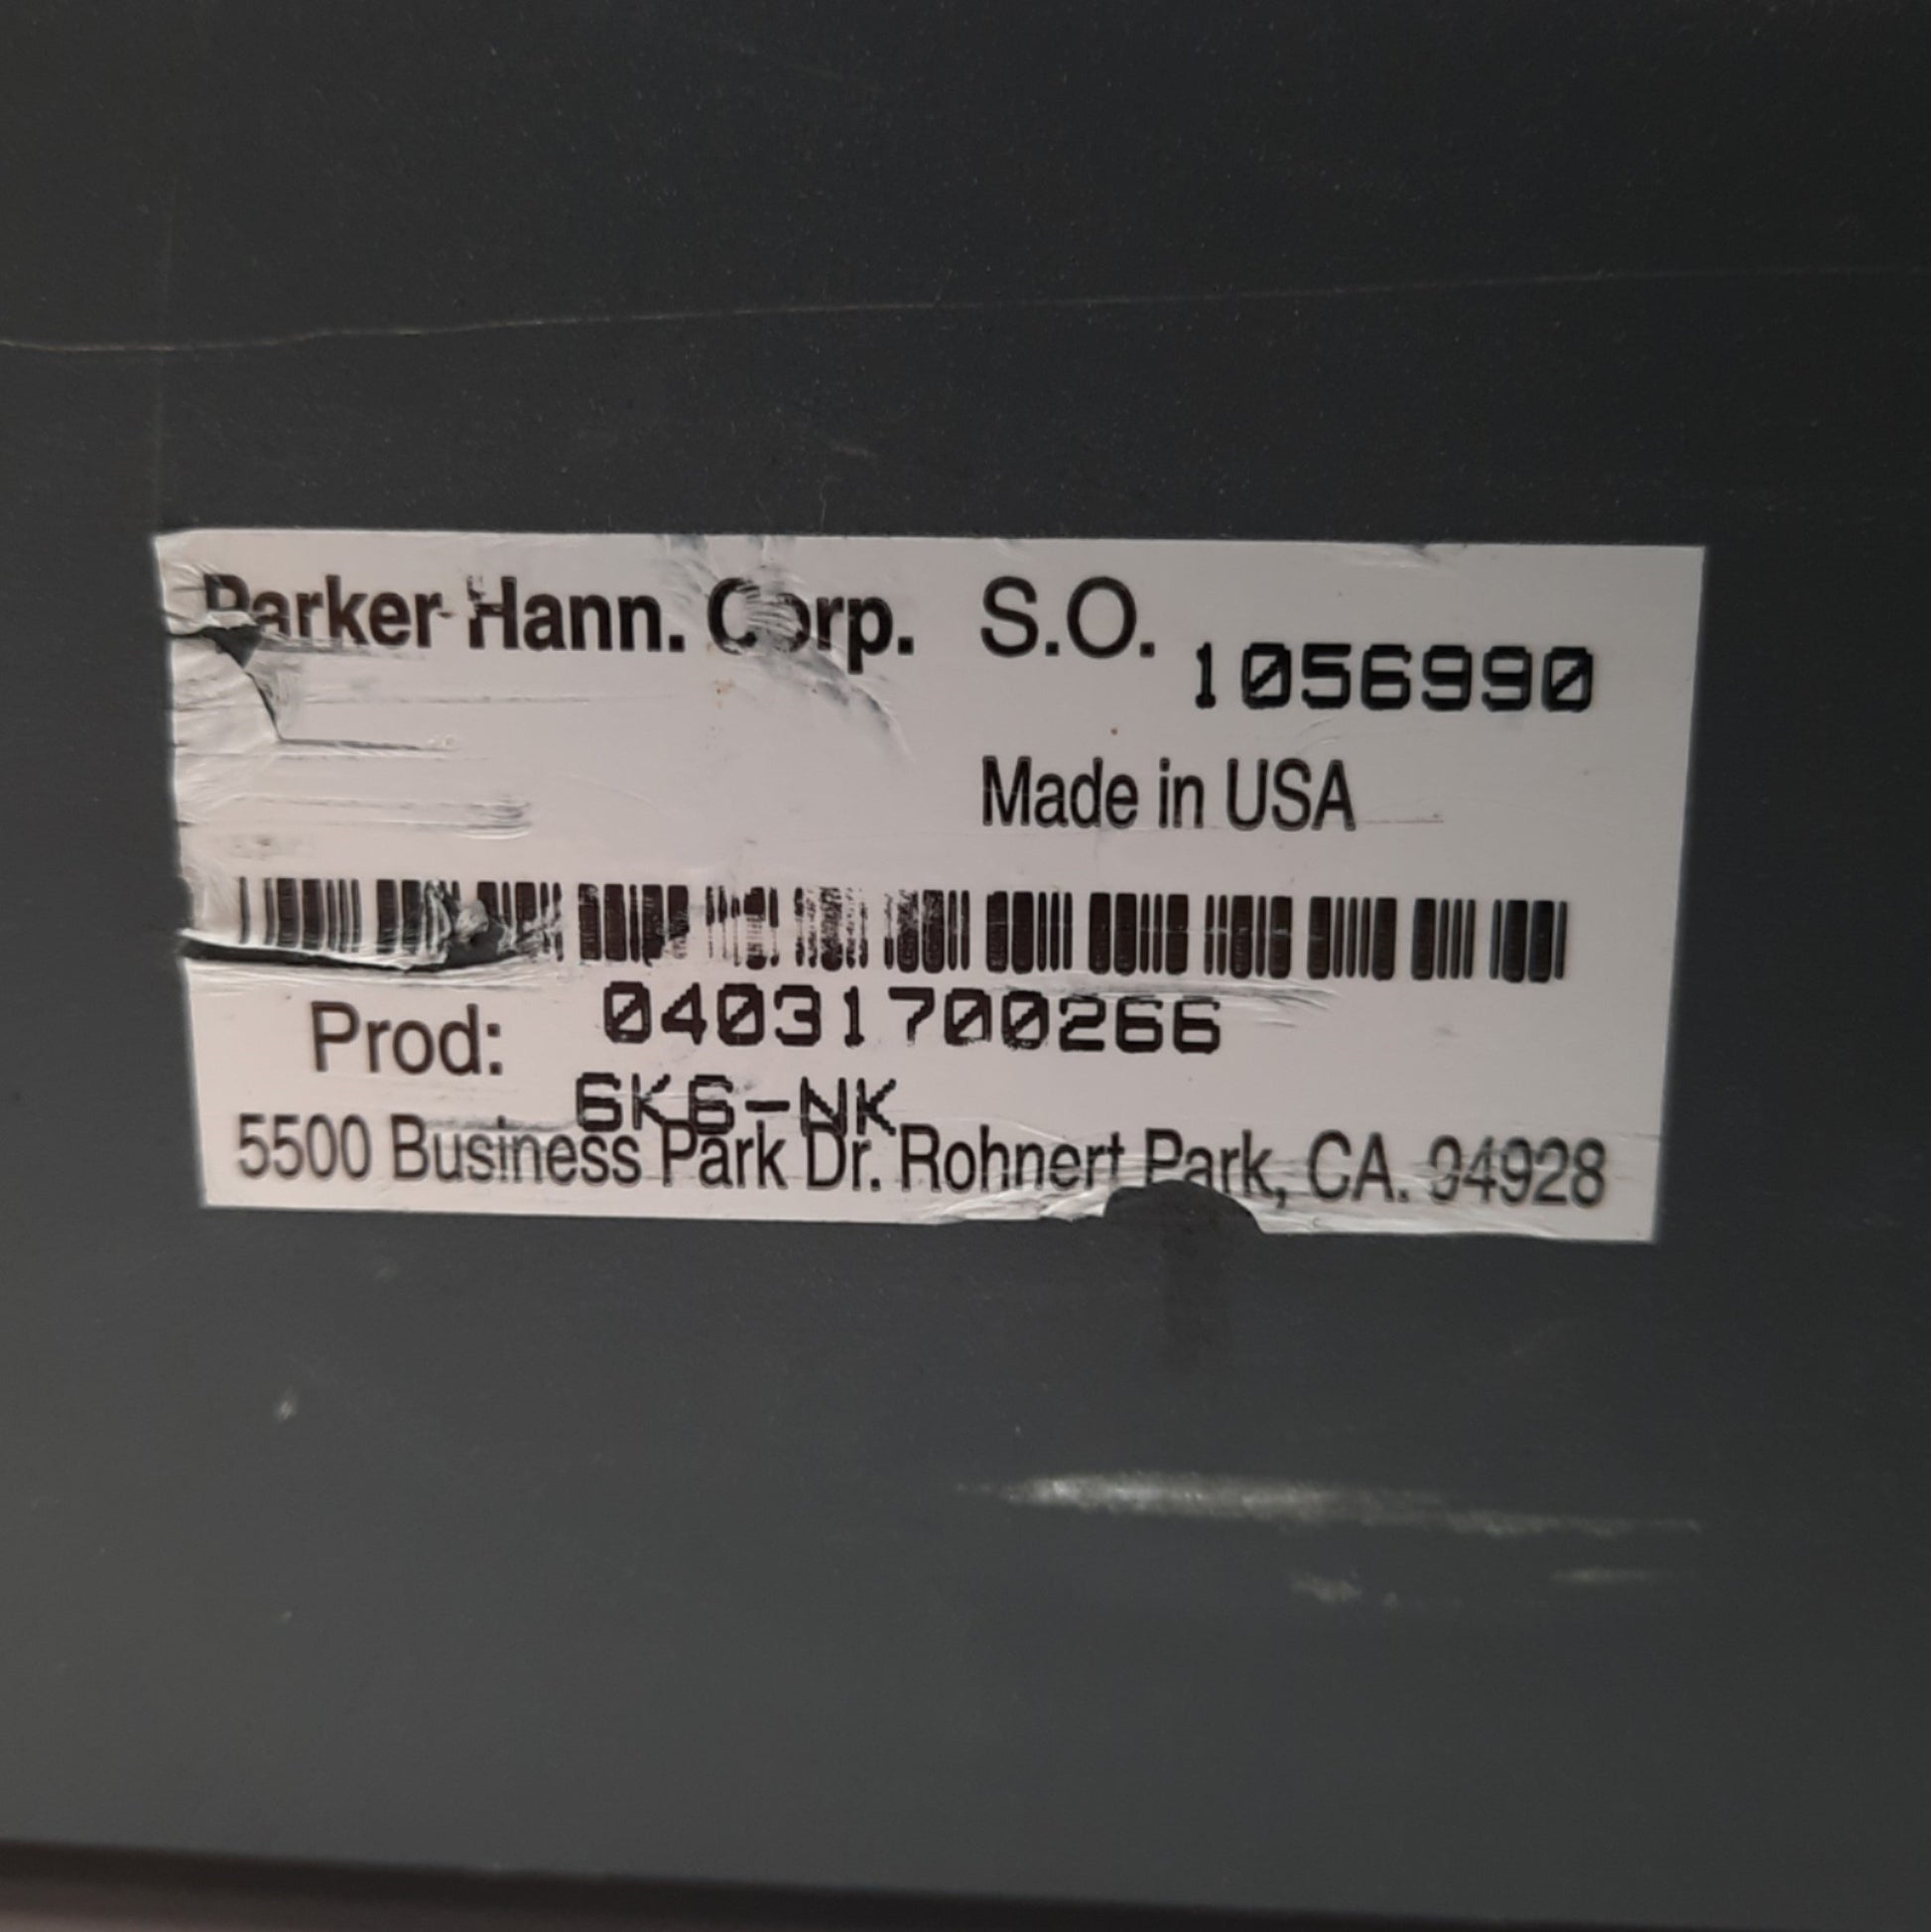 Parker Hann. Corp. S.O. 1056990
Made in USA
Prod: 04031700266
6K6-NK
5500 Business Park Dr. Rohnert Park, CA. 94928